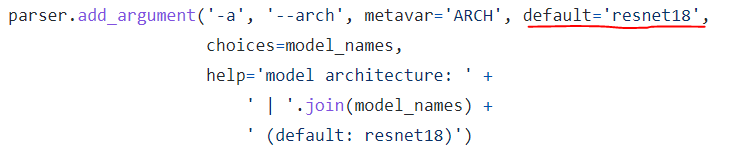 parser.add_argument('-a', '--arch', metavar='ARCH', default='resnet18',
choices=model_names,
help='model architecture: ' +
' | '.join(model_names) +
' (default: resnet18)')